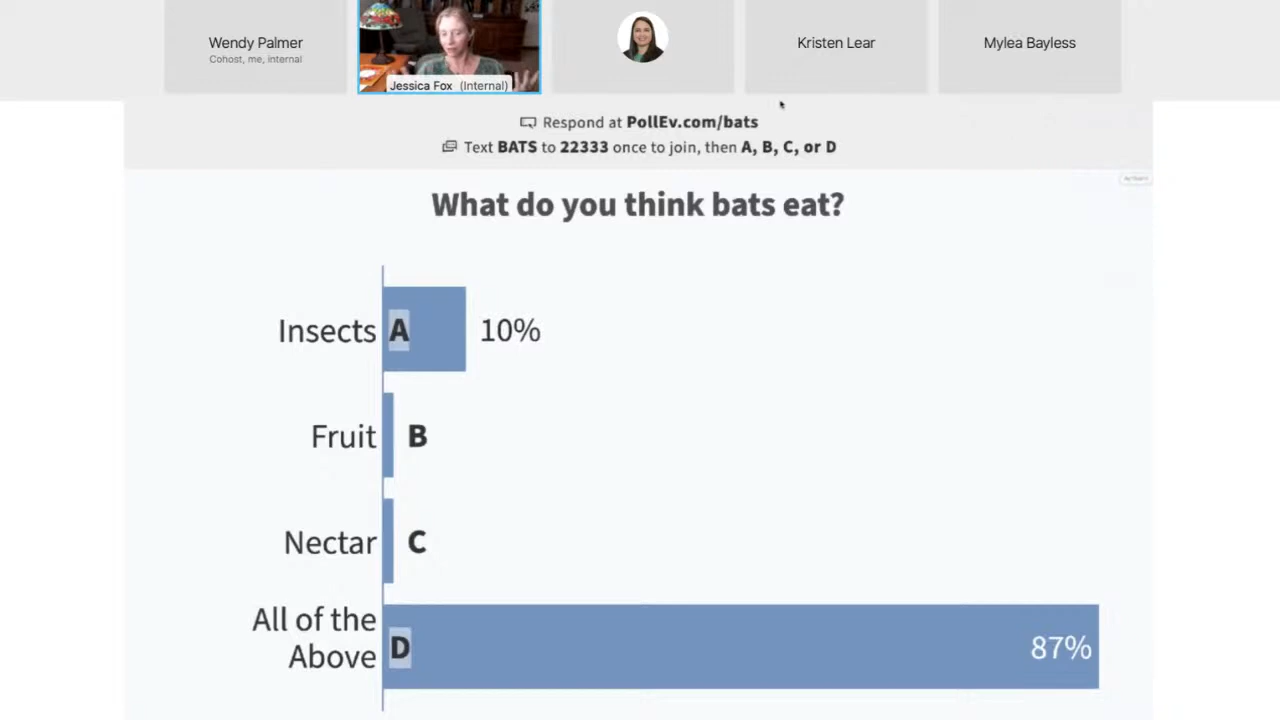 Wendy Palmer
Cohost, me, internal
Jessica Fox (Internal)
Kristen Lear
Mylea Bayless
Respond at PollEv.com/bats
Text BATS to 22333 once to join, then A, B, C, or D
What do you think bats eat?
Insects A 10%
Fruit B
Nectar C
All of the
Above D 87%